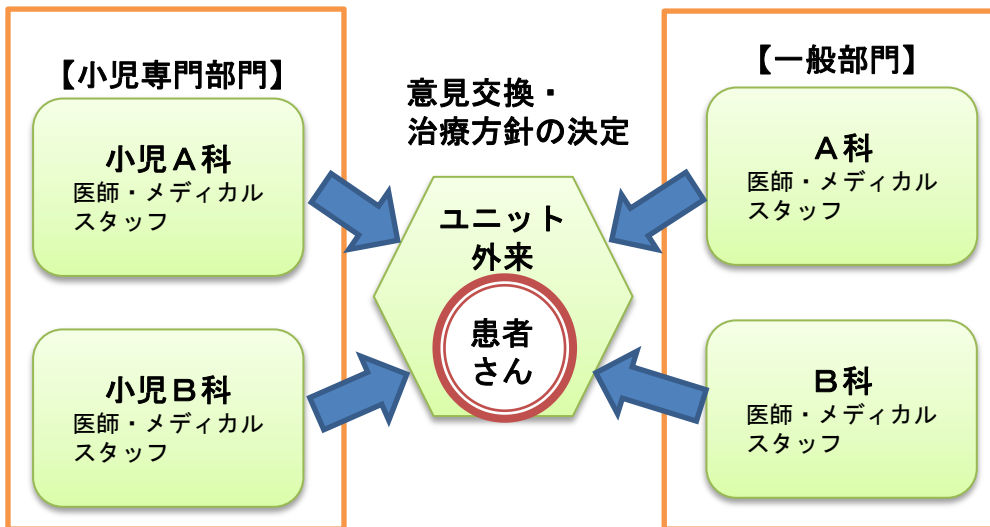 【小児専門部門】
小児Ａ科
医師・メディカル
スタッフ
小児Ｂ科
医師・メディカル
スタッフ
意見交換・
治療方針の決定
ユニット
外来
患者
さん
【一般部門】
Ａ科
医師・メディカル
スタッフ
Ｂ科
医師・メディカル
スタッフ